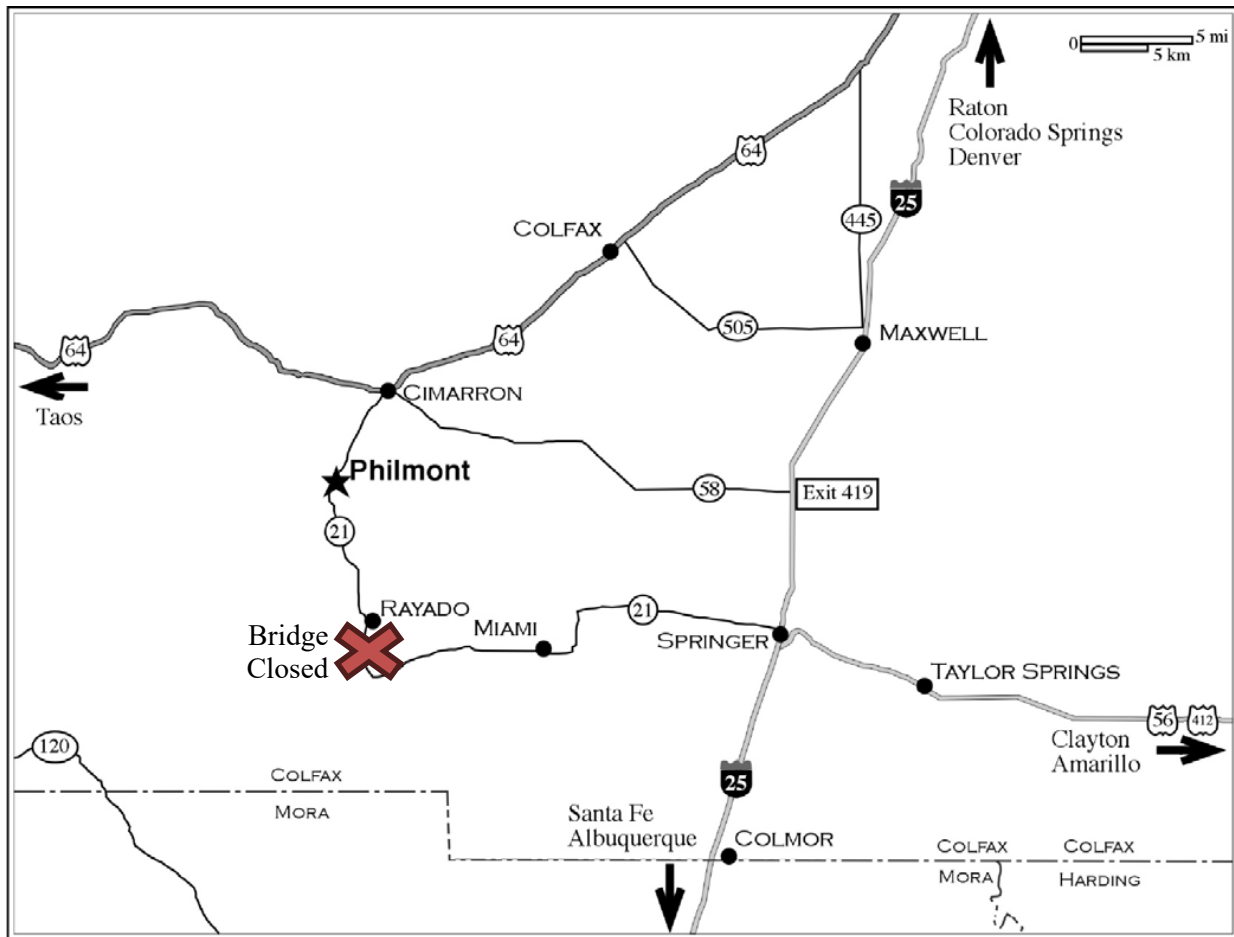 0
5 mi
5 km
64
Raton
Colorado Springs
Denver
25
445
COLFAX
505
MAXWELL
64
64
Taos
CIMARRON
Philmont
58
Exit 419
21
RAYADO
21
MIAMI
SPRINGER
Bridge
Closed
TAYLOR SPRINGS
56
412
Clayton
Amarillo
120
COLFAX
MORA
25
Santa Fe
Albuquerque
COLMOR
COLFAX
MORA
COLFAX
HARDING